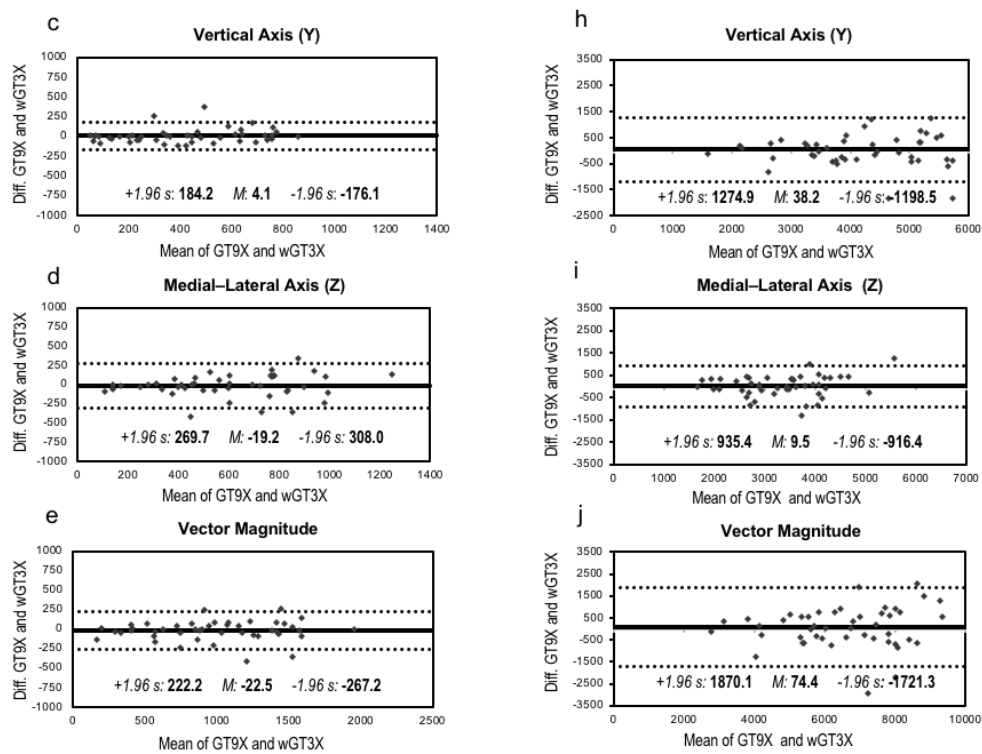 c
Vertical Axis (Y)
Diff. GT9X and wGT3X
1000
750
500
250
0
-250
-500
-750
-1000
+1.96 s: 184.2 M: 4.1 -1.96 s: -176.1
0 200 400 600 800 1000 1200 1400
Mean of GT9X and wGT3X
d
Medial–Lateral Axis (Z)
Diff. GT9X and wGT3X
1000
750
500
250
0
-250
-500
-750
-1000
+1.96 s: 269.7 M: -19.2 -1.96 s: 308.0
0 200 400 600 800 1000 1200 1400
Mean of GT9X and wGT3X
e
Vector Magnitude
Diff. GT9X and wGT3X
1000
750
500
250
0
-250
-500
-750
-1000
+1.96 s: 222.2 M: -22.5 -1.96 s: -267.2
0 500 1000 1500 2000 2500
Mean of GT9X and wGT3X
h
Vertical Axis (Y)
Diff. GT9X and wGT3X
3500
2500
1500
500
-500
-1500
-2500
+1.96 s: 1274.9 M: 38.2 -1.96 s: -1198.5
0 1000 2000 3000 4000 5000 6000
Mean of GT9X and wGT3X
i
Medial–Lateral Axis (Z)
Diff. GT9X and wGT3X
3500
2500
1500
500
-500
-1500
-2500
-3500
+1.96 s: 935.4 M: 9.5 -1.96 s: -916.4
0 1000 2000 3000 4000 5000 6000 7000
Mean of GT9X and wGT3X
j
Vector Magnitude
Diff. GT9X and wGT3X
3500
2500
1500
500
-500
-1500
-2500
-3500
+1.96 s: 1870.1 M: 74.4 -1.96 s: -1721.3
0 2000 4000 6000 8000 10000
Mean of GT9X and wGT3X